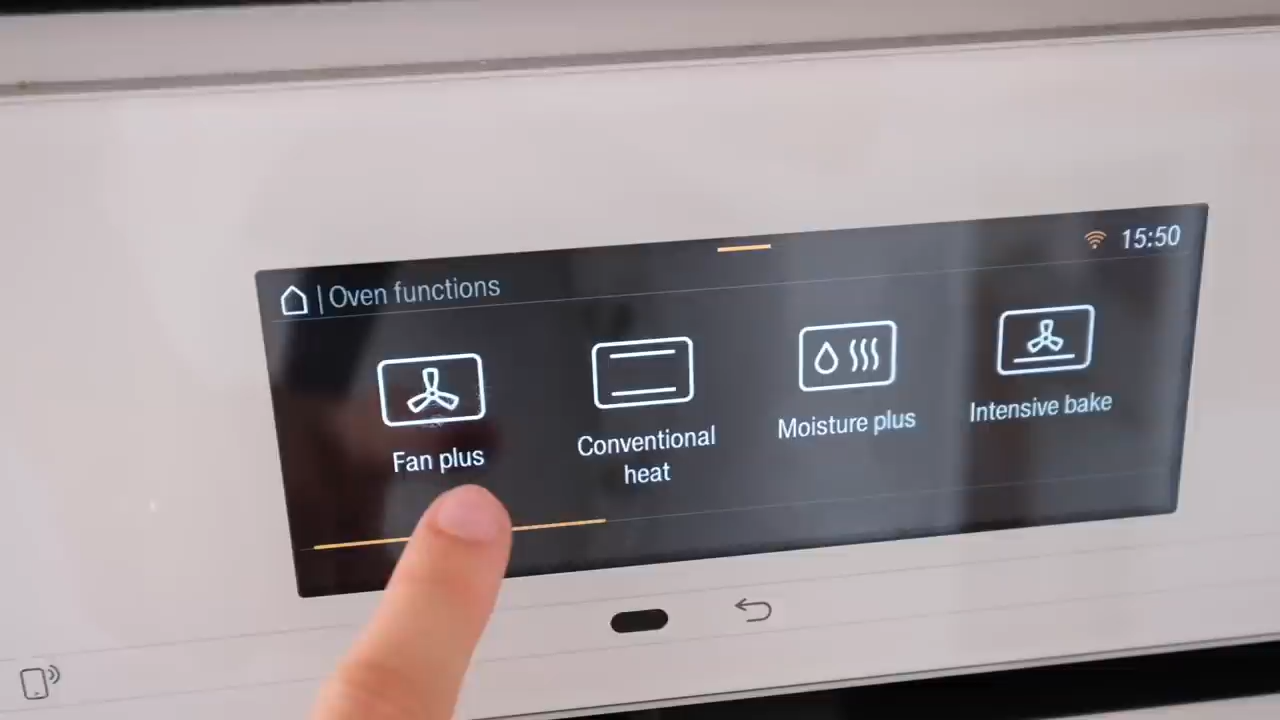 15:50
| Oven functions
Fan plus
Conventional
heat
Moisture plus
Intensive bake